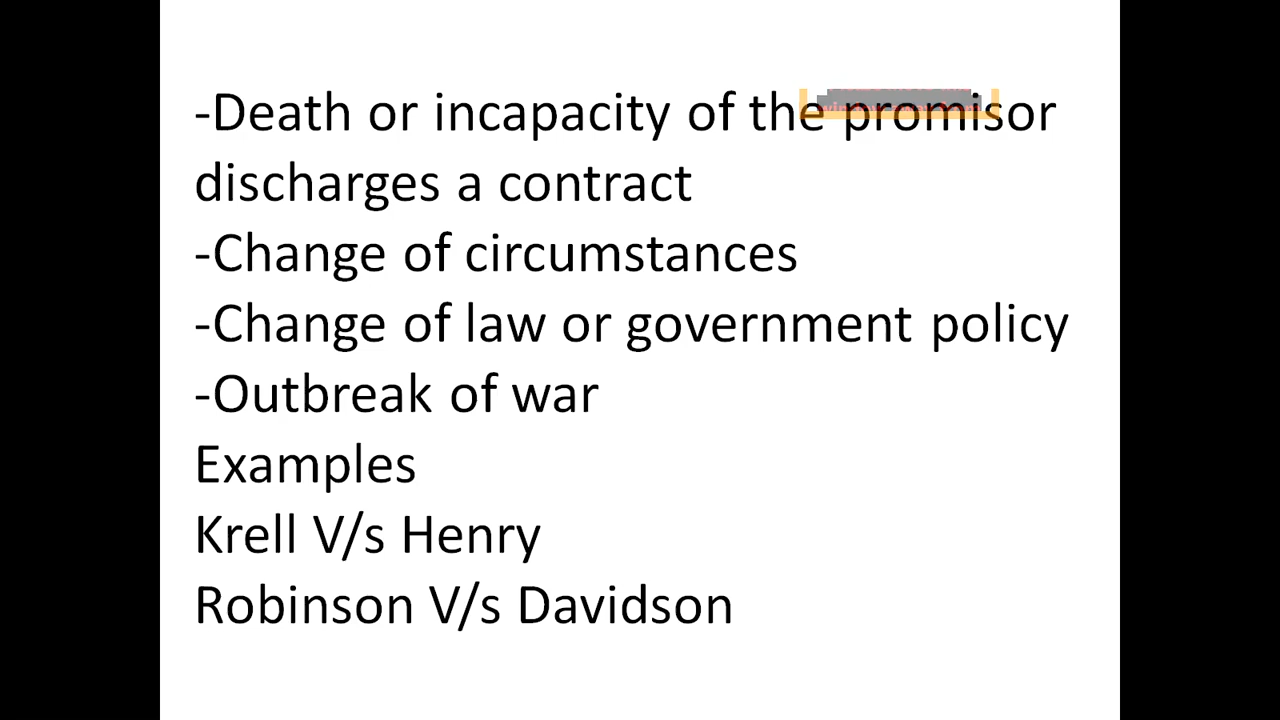 -Death or incapacity of the promisor
discharges a contract
-Change of circumstances
-Change of law or government policy
-Outbreak of war
Examples
Krell V/s Henry
Robinson V/s Davidson